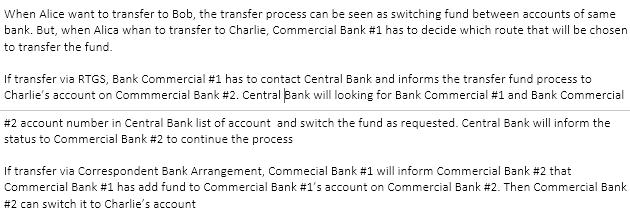 When Alice want to transfer to Bob, the transfer process can be seen as switching fund between accounts of same
bank. But, when Alica whan to transfer to Charlie, Commercial Bank #1 has to decide which route that will be chosen
to transfer the fund.
If transfer via RTGS, Bank Commercial #1 has to contact Central Bank and informs the transfer fund process to
Charlie's account on Commmercial Bank #2. Central Bank will looking for Bank Commercial #1 and Bank Commercial
#2 account number in Central Bank list of account and switch the fund as requested. Central Bank will inform the
status to Commercial Bank #2 to continue the process
If transfer via Correspondent Bank Arrangement, Commecial Bank #1 will inform Commecial Bank #2 that
Commercial Bank #1 has add fund to Commercial Bank #1's account on Commercial Bank #2. Then Commercial Bank
#2 can switch it to Charlie's account